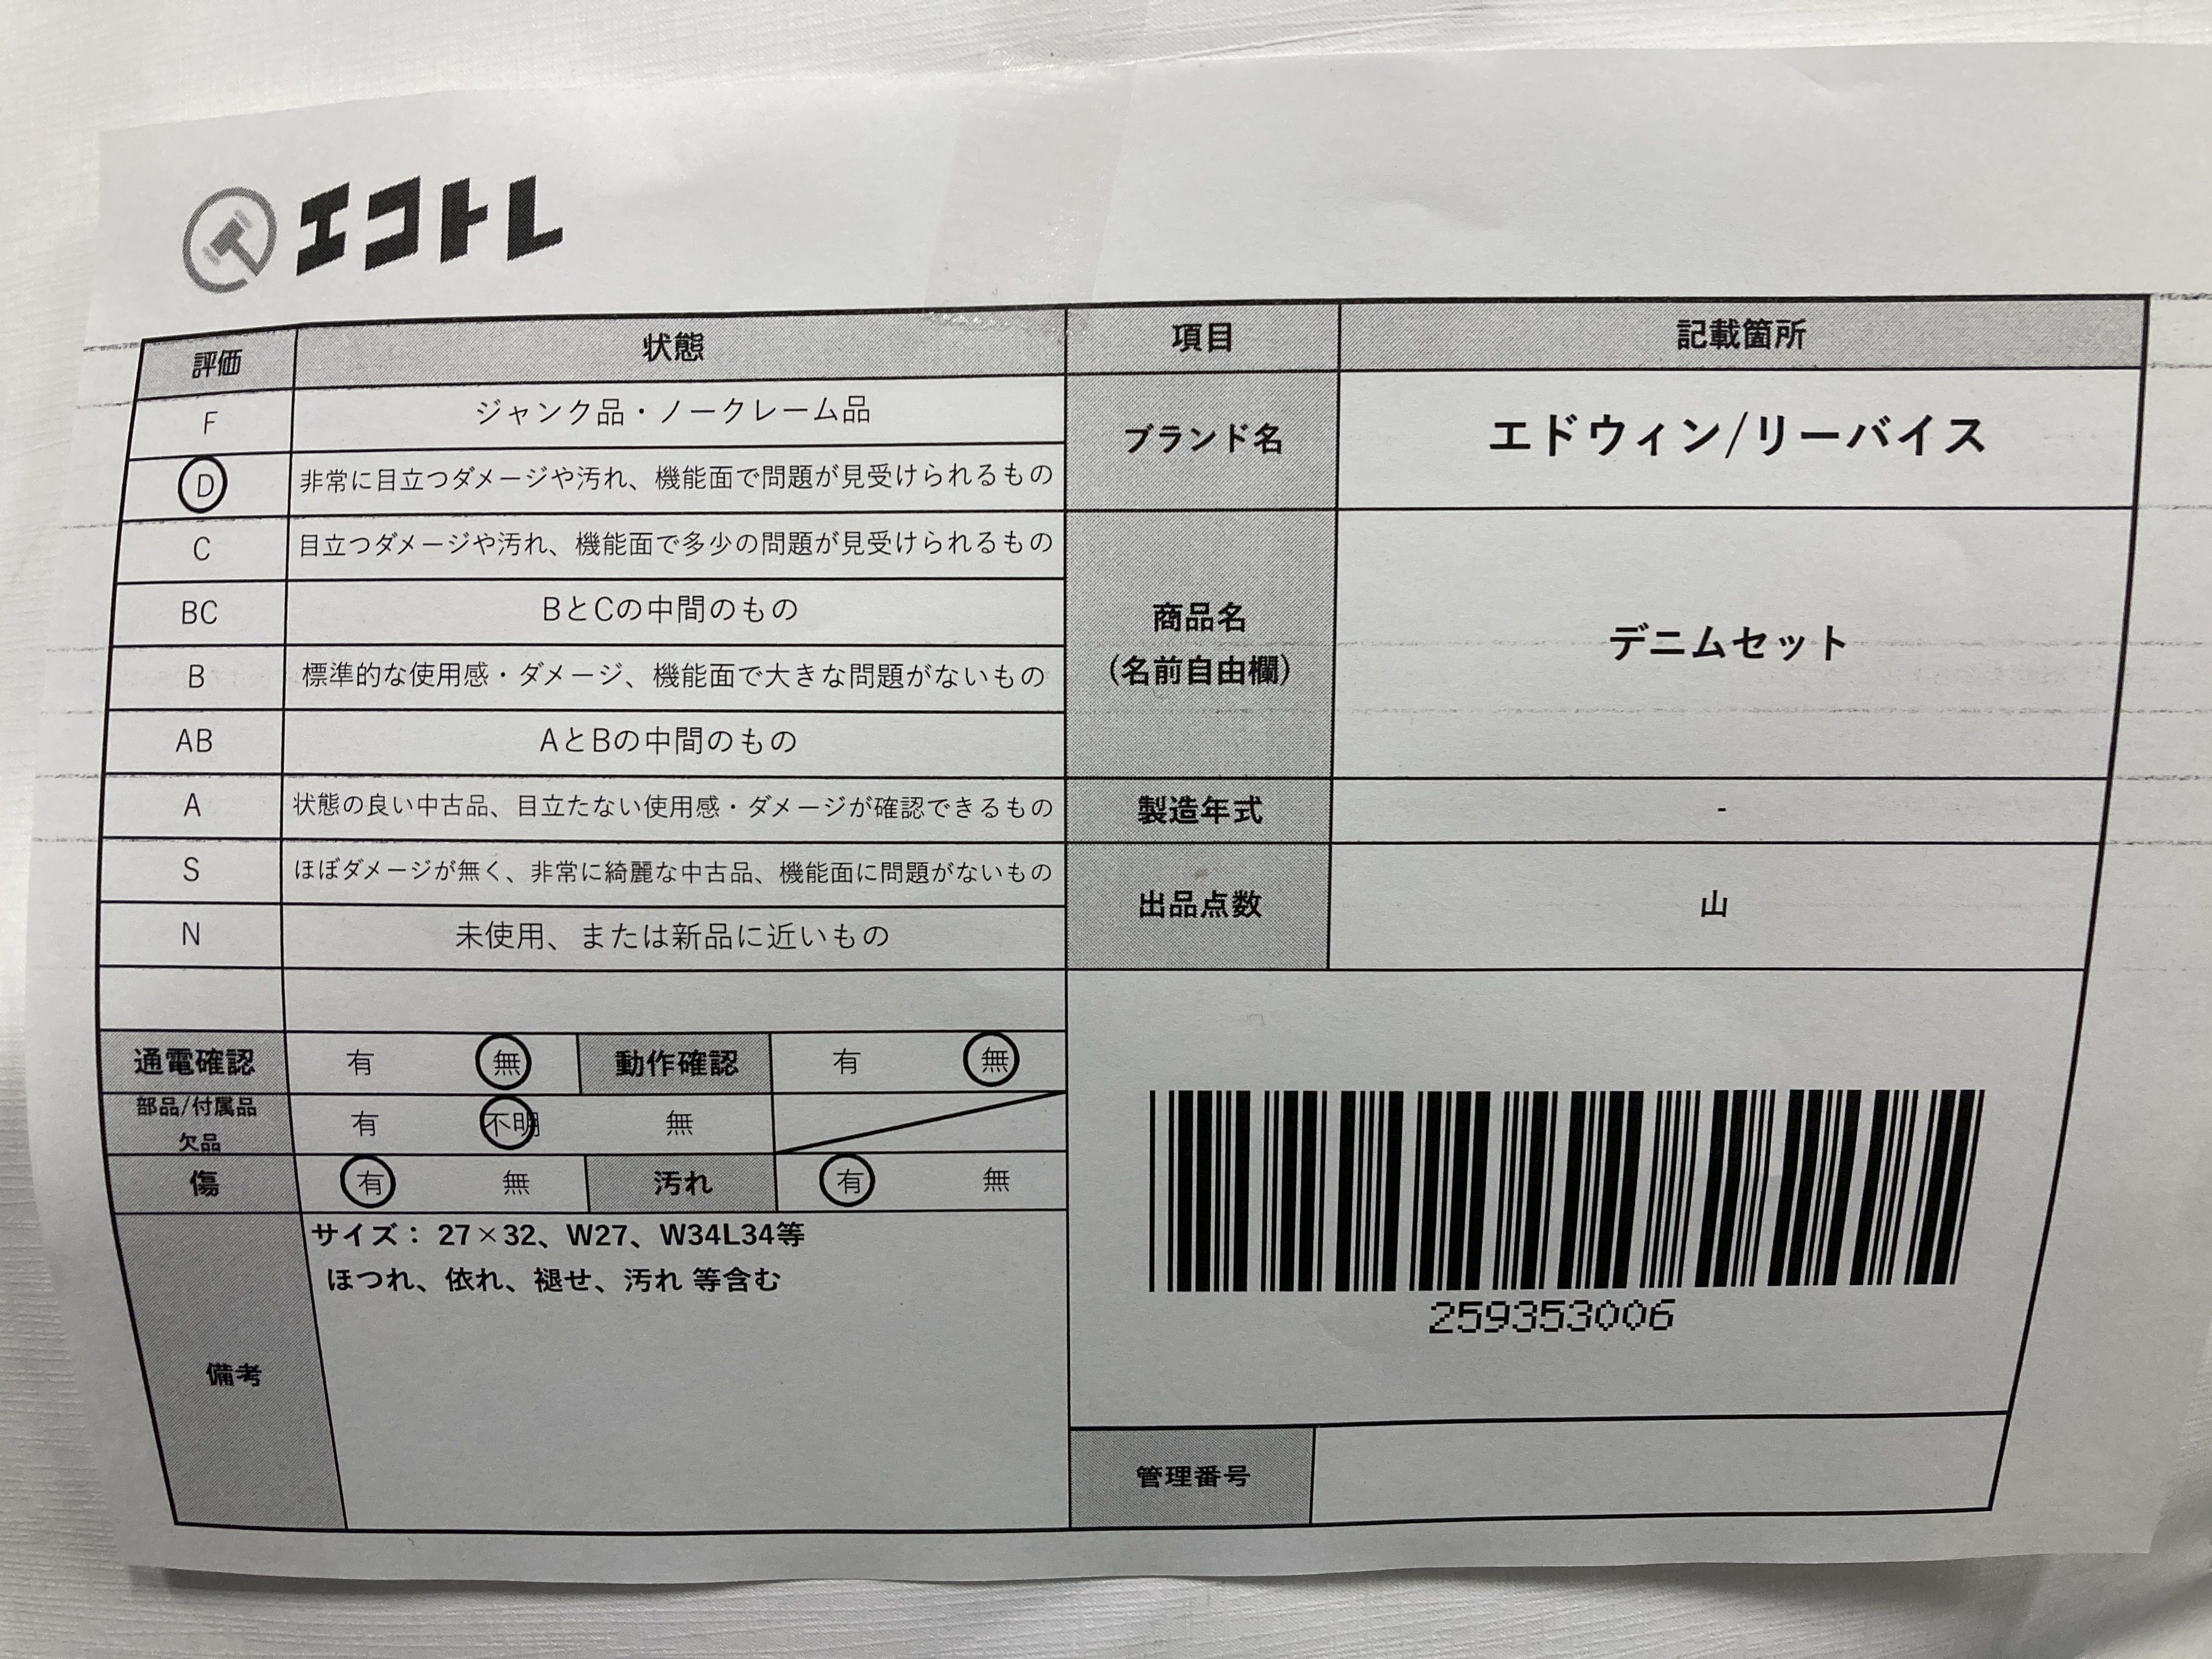 エコトレ
評価 状態
F ジャンク品・ノークレーム品
D 非常に目立つダメージや汚れ、機能面で問題が見受けられるもの
C 目立つダメージや汚れ、機能面で多少の問題が見受けられるもの
BC BとCの中間のもの
B 標準的な使用感・ダメージ、機能面で大きな問題がないもの
AB AとBの中間のもの
A 状態の良い中古品、目立たない使用感・ダメージが確認できるもの
S ほぼダメージが無く、非常に綺麗な中古品、機能面に問題がないもの
N 未使用、または新品に近いもの
通電確認 有 無 動作確認 有 無
部品/付属品
欠品
有 不明 無
傷 有 無 汚れ 有 無
備考
サイズ： 27×32、W27、W34L34等
ほつれ、依れ、褪せ、汚れ 等含む
項目 記載箇所
ブランド名 エドウィン/リーバイス
商品名
(名前自由欄)
デニムセット
製造年式 -
出品点数 山
259353006
管理番号